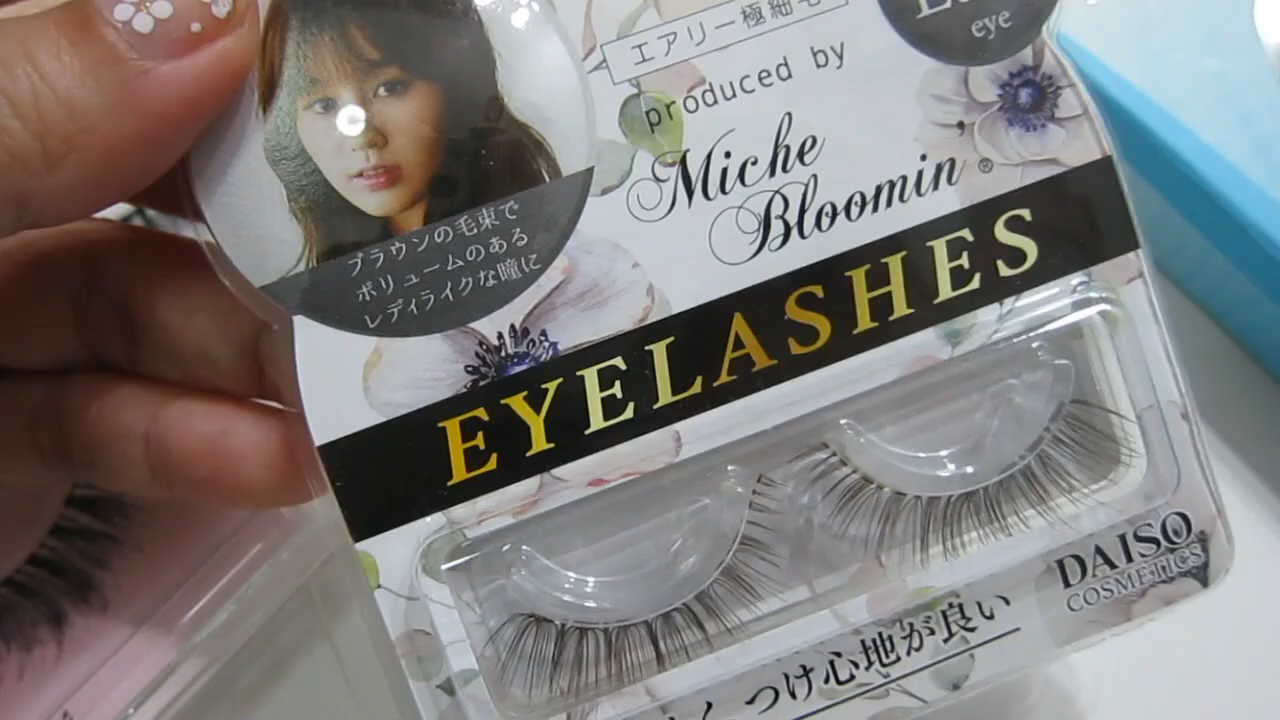 エアリー極細毛
eye
produced by
Miche
Bloomin'®
ブラウンの毛束で
ボリュームのある
レディライクな瞳に
EYELASHES
DAISO
COSMETICS
つけ心地が良い